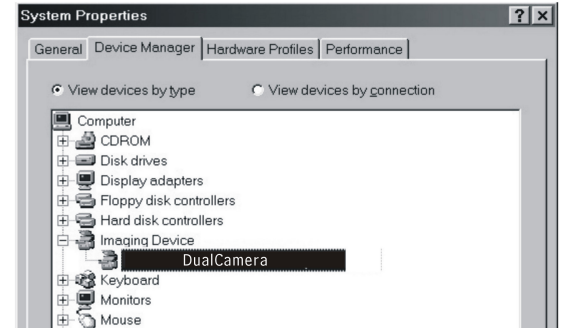 System Properties
General Device Manager Hardware Profiles Performance
View devices by type View devices by connection
Computer
CDROM
Disk drives
Display adapters
Floppy disk controllers
Hard disk controllers
Imaging Device
DualCamera
Keyboard
Monitors
Mouse